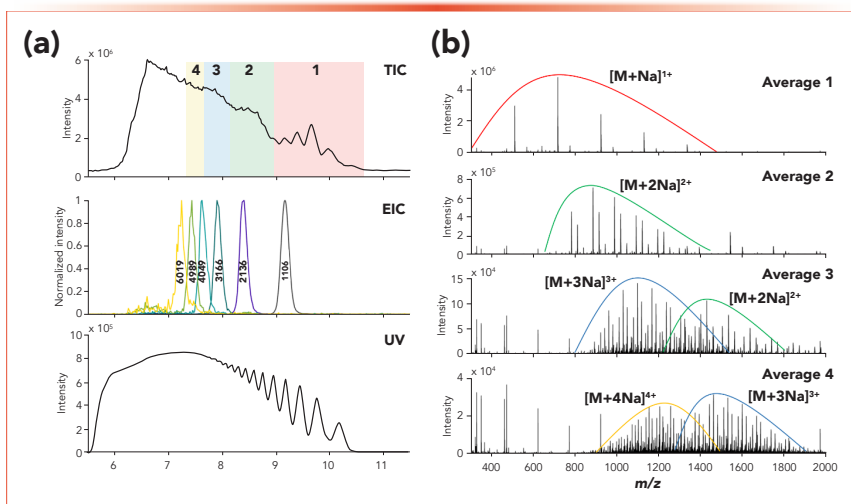 (a)
x 10⁶
6
4
2
0
Intensity
4 3 2 1
TIC
EIC
1
0.8
0.6
0.4
0.2
0
Normalized intensity
6019
4989
4049
3166
2136
1106
UV
x 10⁵
10
8
6
4
2
0
Intensity
6 7 8 9 10 11
(b)
x 10⁶
6
4
2
0
Intensity
[M+Na]¹⁺
Average 1
x 10⁵
8
6
4
2
0
Intensity
[M+2Na]²⁺
Average 2
x 10⁴
15
10
5
0
Intensity
[M+3Na]³⁺
[M+2Na]²⁺
Average 3
x 10⁴
4
2
0
Intensity
[M+4Na]⁴⁺
[M+3Na]³⁺
Average 4
400 600 800 1000 1200 1400 1600 1800 2000
m/z